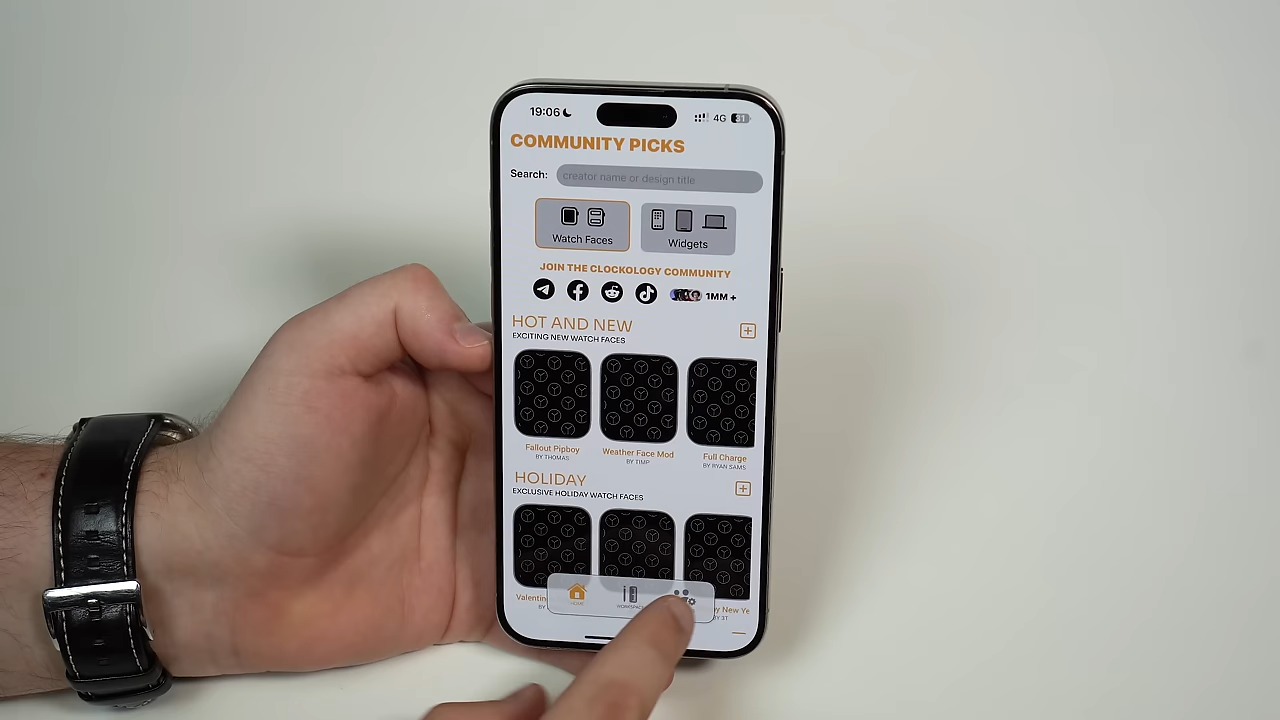 19:06 4G 31
COMMUNITY PICKS
Search: creator name or design title
Watch Faces Widgets
JOIN THE CLOCKOLOGY COMMUNITY
1MM +
HOT AND NEW
EXCITING NEW WATCH FACES
Fallout Pipboy Weather Face Mod Full Charge
BY THOMAS BY TIMP BY RYAN SAMS
HOLIDAY
EXCLUSIVE HOLIDAY WATCH FACES
HOME
Valentin y New Ye
BY BY 3T